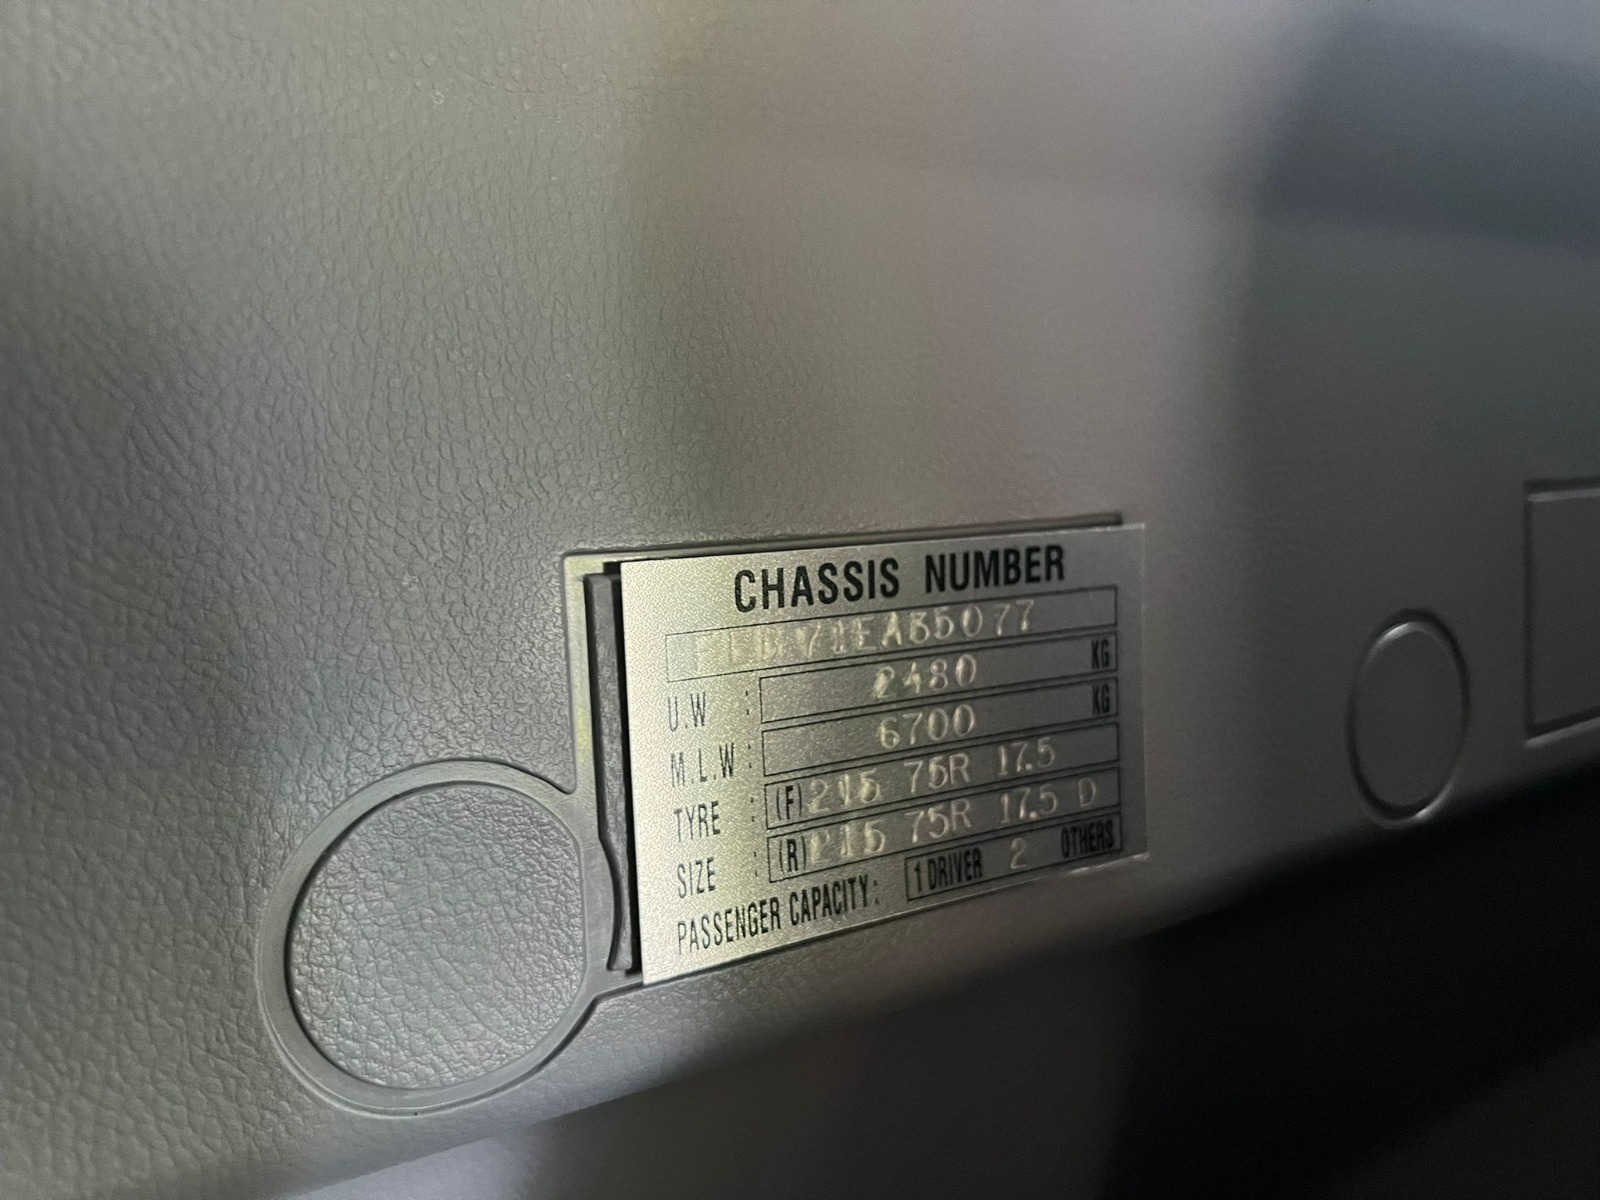 CHASSIS NUMBER
FEB71EA35077
U.W : 2480 KG
M.L.W : 6700 KG
TYRE : (F) 215 75R 17.5
SIZE : (R) 215 75R 17.5 D
PASSENGER CAPACITY: 1 DRIVER 2 OTHERS